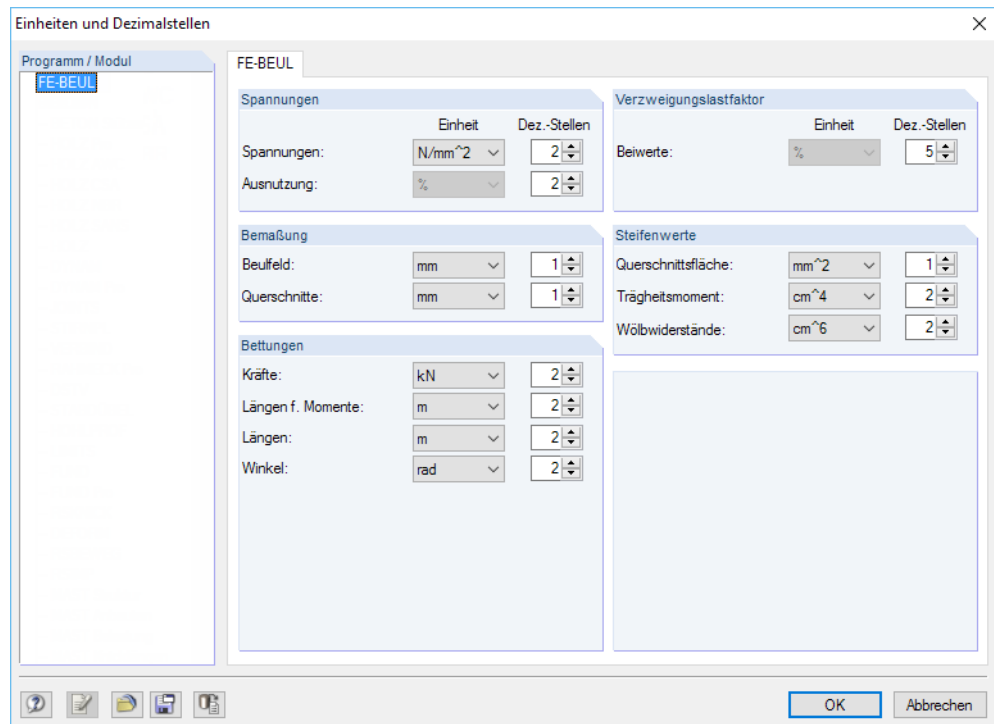 Einheiten und Dezimalstellen
Programm / Modul
FE-BEUL
FE-BEUL
Spannungen
Einheit Dez.-Stellen
Spannungen: N/mm^2 2
Ausnutzung: % 2
Verzweigungslastfaktor
Einheit Dez.-Stellen
Beiwerte: % 5
Bemaßung
Beulfeld: mm 1
Querschnitte: mm 1
Steifenwerte
Querschnittsfläche: mm^2 1
Trägheitsmoment: cm^4 2
Wölbwiderstände: cm^6 2
Bettungen
Kräfte: kN 2
Längen f. Momente: m 2
Längen: m 2
Winkel: rad 2
OK Abbrechen